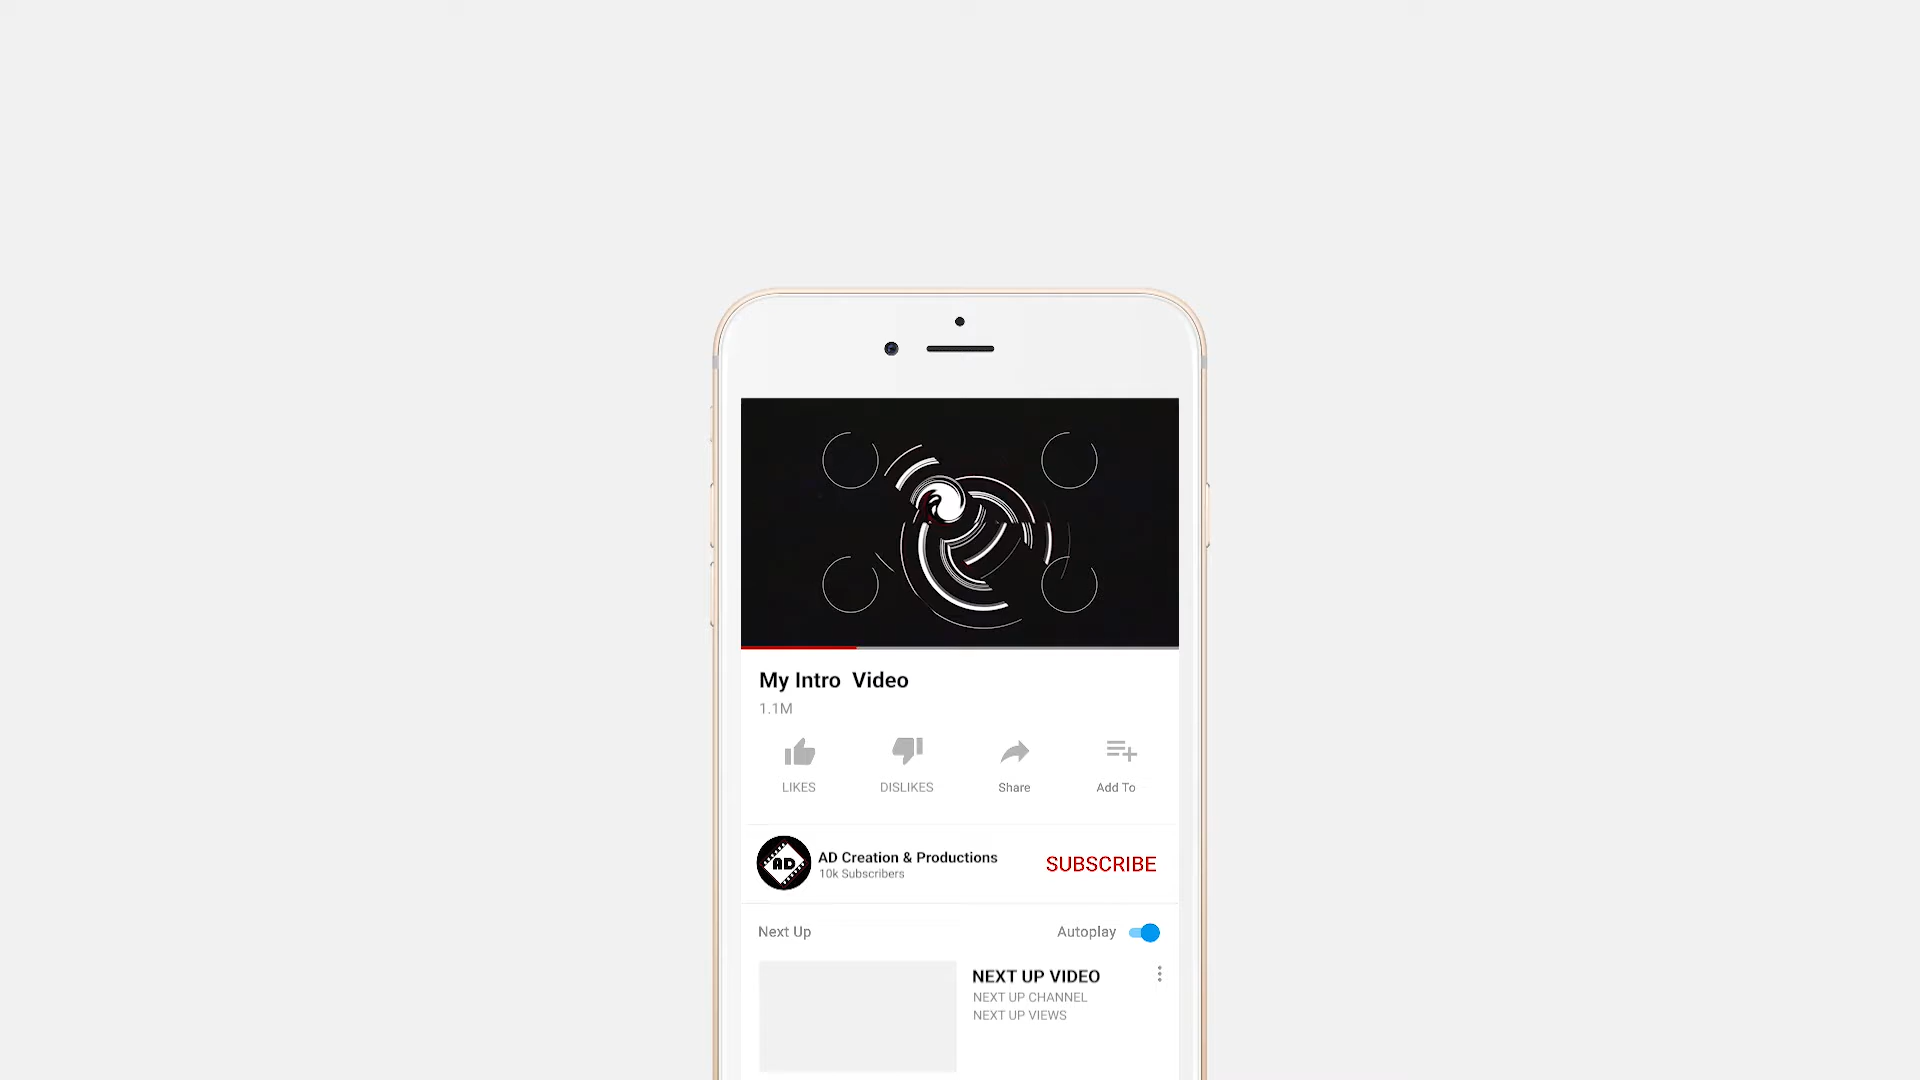 My Intro  Video
1.1M
LIKES DISLIKES Share Add To
AD
AD Creation & Productions
10k Subscribers
SUBSCRIBE
Next Up
Autoplay
NEXT UP VIDEO
NEXT UP CHANNEL
NEXT UP VIEWS